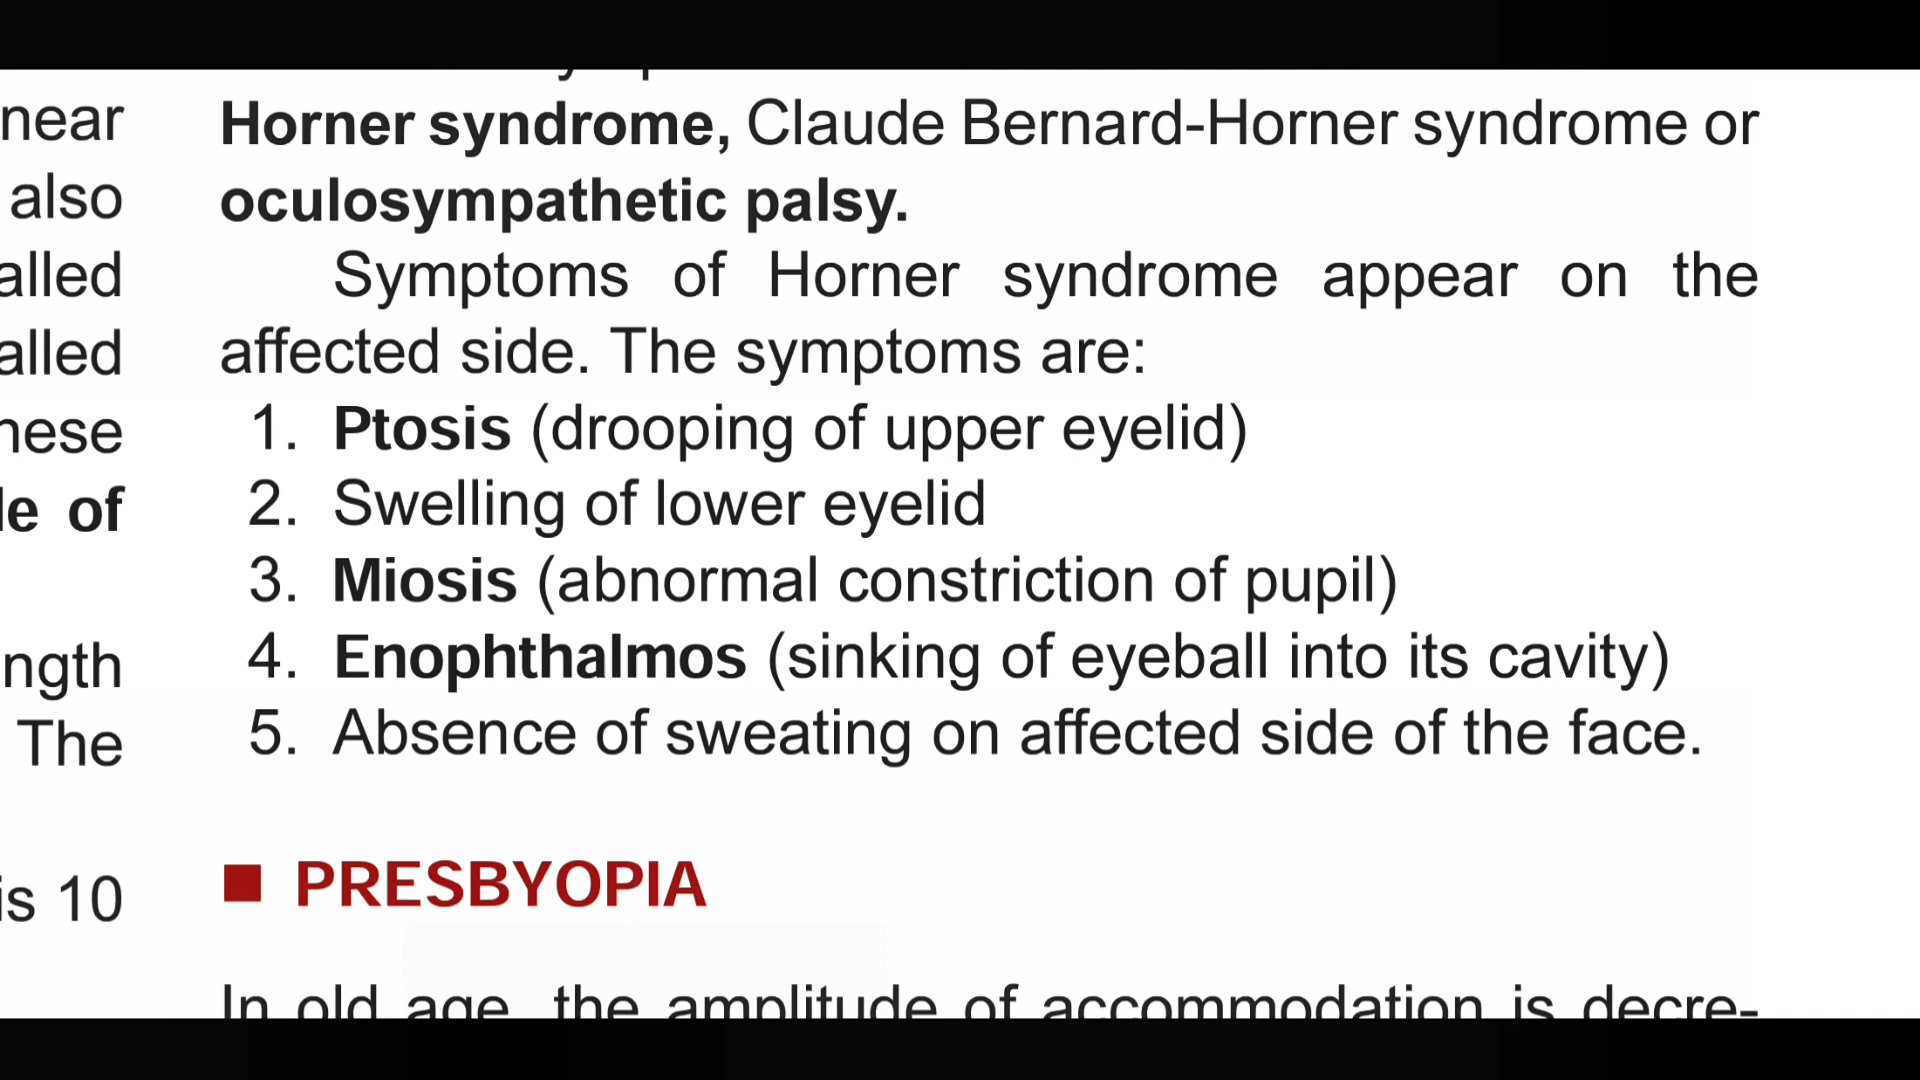 near
also
alled
alled
hese
le of
ngth
The
is 10
Horner syndrome, Claude Bernard-Horner syndrome or
oculosympathetic palsy.
Symptoms of Horner syndrome appear on the
affected side. The symptoms are:
1. Ptosis (drooping of upper eyelid)
2. Swelling of lower eyelid
3. Miosis (abnormal constriction of pupil)
4. Enophthalmos (sinking of eyeball into its cavity)
5. Absence of sweating on affected side of the face.
■ PRESBYOPIA
In old age, the amplitude of accommodation is decre-